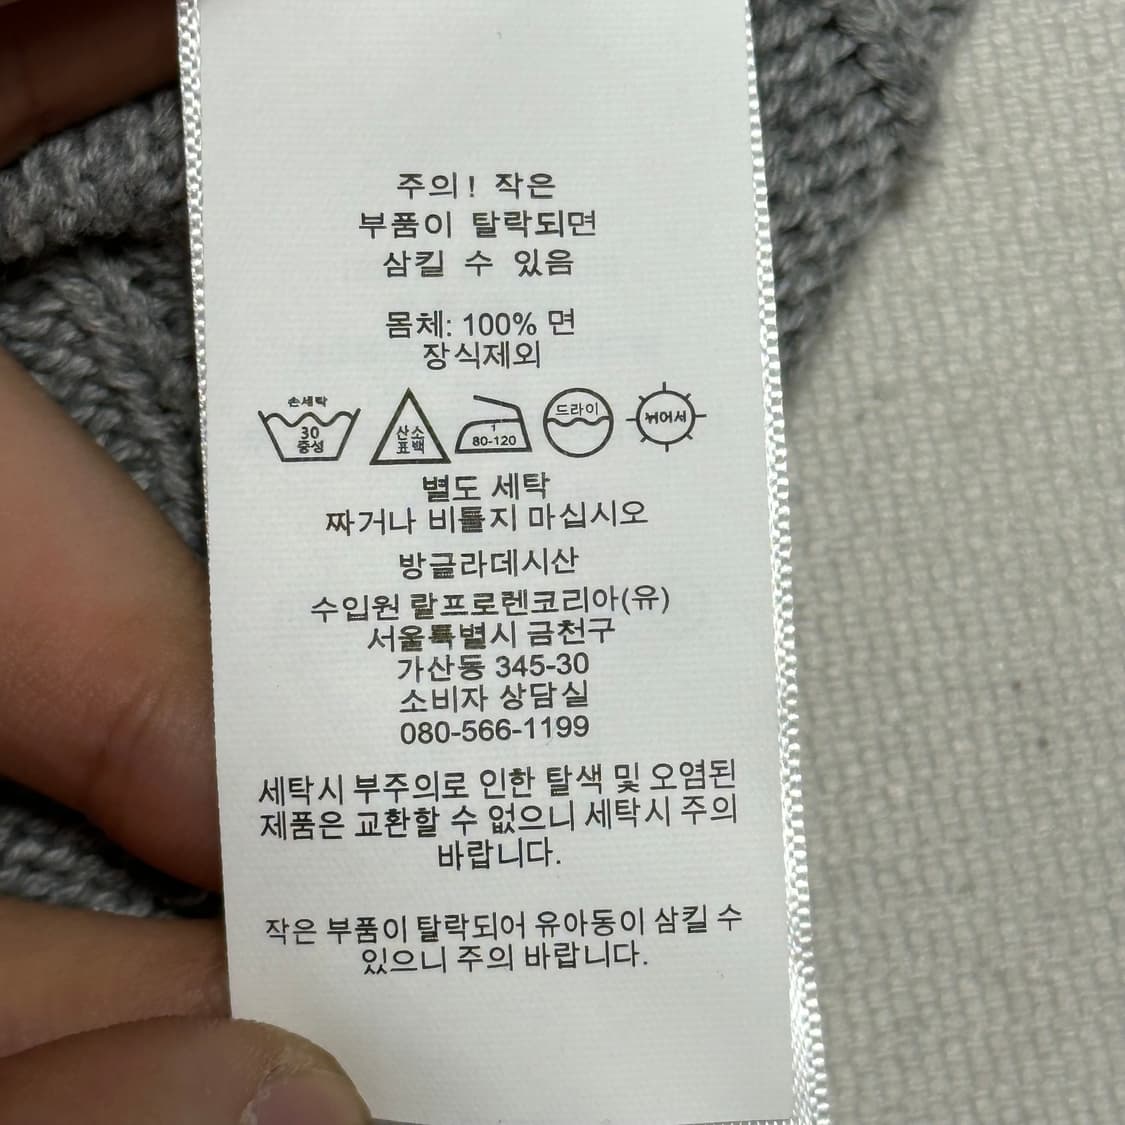 주의! 작은
부품이 탈락되면
삼킬 수 있음
몸체: 100% 면
장식제외
손세탁
30
중성
산소
표백
1
80-120
드라이
뉘어서
별도 세탁
짜거나 비틀지 마십시오
방글라데시산
수입원 랄프로렌코리아(유)
서울특별시 금천구
가산동 345-30
소비자 상담실
080-566-1199
세탁시 부주의로 인한 탈색 및 오염된
제품은 교환할 수 없으니 세탁시 주의
바랍니다.
작은 부품이 탈락되어 유아동이 삼킬 수
있으니 주의 바랍니다.